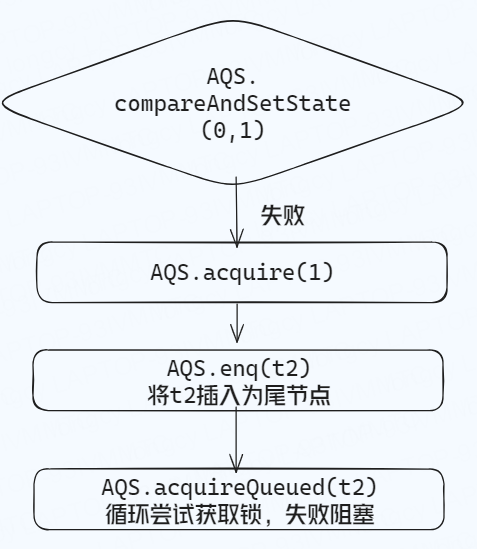 AQS.
compareAndSetState
(0,1)
失败
AQS.acquire(1)
AQS.enq(t2)
将t2插入为尾节点
AQS.acquireQueued(t2)
循环尝试获取锁，失败阻塞